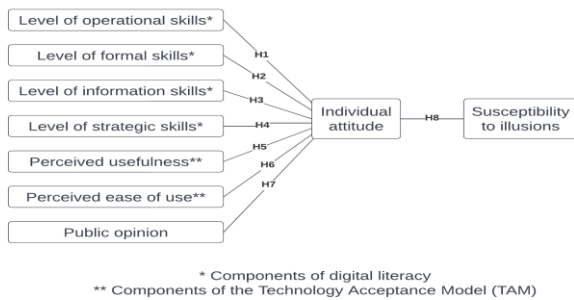 Level of operational skills*
H1
Level of formal skills*
H2
Level of information skills*
H3
Level of strategic skills*
H4
Perceived usefulness**
H5
Perceived ease of use**
H6
Public opinion
H7
Individual
attitude
H8
Susceptibility
to illusions
* Components of digital literacy
** Components of the Technology Acceptance Model (TAM)